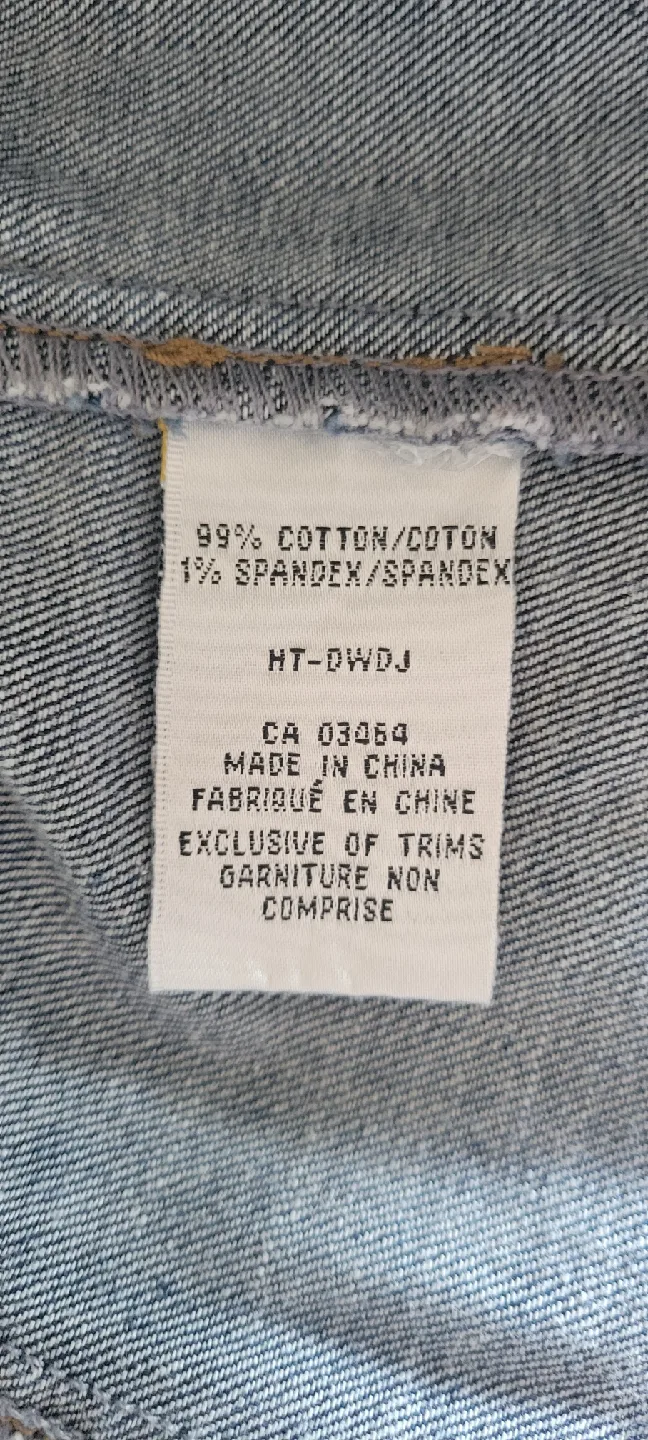 99% COTTON/COTON
1% SPANDEX/SPANDEX
HT-DWDJ
CA 03464
MADE IN CHINA
FABRIQUÉ EN CHINE
EXCLUSIVE OF TRIMS
GARNITURE NON
COMPRISE